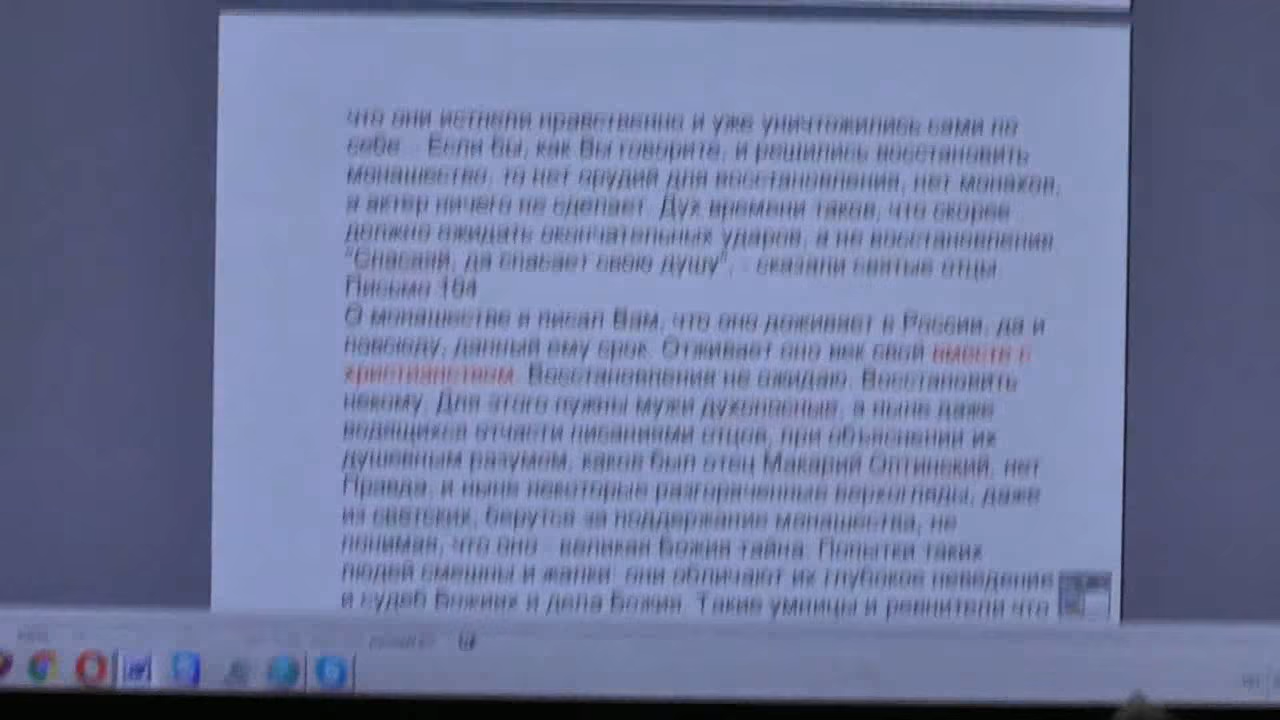 что они истлели нравственно и уже уничтожились сами по
себе - Если бы, как Вы говорите, и решились восстановить
монашество, то нет орудий для восстановления, нет монахов,
а актер ничего не сделает. Дух времени таков, что скорее
должно ожидать окончательных ударов, а не восстановления
"Спасаяй, да спасает свою душу", - сказали святые отцы.
Письмо 164
О монашестве я писал Вам, что оно доживает в России, да и
повсюду, данный ему срок. Отживает оно век свой вместе с
христианством. Восстановления не ожидаю. Восстановить
некому. Для этого нужны мужи духоносные, а ныне даже
водящихся отчасти писаниями отцов, при объяснении их
душевным разумом, каков был отец Макарий Оптинский, нет
Правда, и ныне некоторые разгоряченные верхогляды, даже
из светских, берутся за поддержание монашества, не
понимая, что оно - великая Божия тайна. Попытки таких
людей смешны и жалки: они обличают их глубокое неведение
и судеб Божиих и дела Божия. Такие умницы и ревнители что